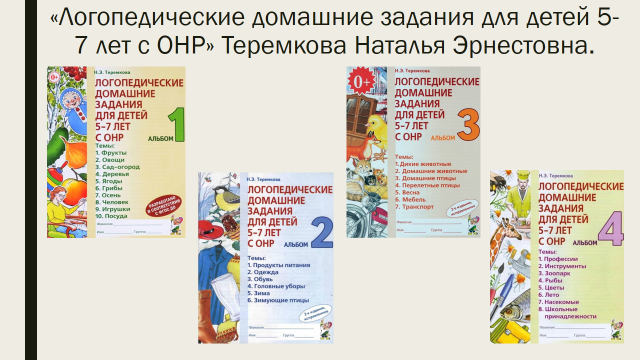 «Логопедические домашние задания для детей 5-
7 лет с ОНР» Теремкова Наталья Эрнестовна.
Н.Э. Теремкова
0+
ЛОГОПЕДИЧЕСКИЕ
ДОМАШНИЕ
ЗАДАНИЯ
ДЛЯ ДЕТЕЙ
5–7 ЛЕТ
С ОНР
АЛЬБОМ 1
Темы:
1. Фрукты
2. Овощи
3. Сад-огород
4. Деревья
5. Ягоды
6. Грибы
7. Осень
8. Человек
9. Игрушки
10. Посуда
Н.Э. Теремкова
ЛОГОПЕДИЧЕСКИЕ
ДОМАШНИЕ
ЗАДАНИЯ
ДЛЯ ДЕТЕЙ
5–7 ЛЕТ
С ОНР
АЛЬБОМ 2
Темы:
1. Продукты питания
2. Одежда
3. Обувь
4. Головные уборы
5. Зима
6. Зимующие птицы
Н.Э. Теремкова
0+
ЛОГОПЕДИЧЕСКИЕ
ДОМАШНИЕ
ЗАДАНИЯ
ДЛЯ ДЕТЕЙ
5–7 ЛЕТ
С ОНР
АЛЬБОМ 3
Темы:
1. Дикие животные
2. Домашние животные
3. Домашние птицы
4. Перелетные птицы
5. Весна
6. Мебель
7. Транспорт
Н.Э. Теремкова
ЛОГОПЕДИЧЕСКИЕ
ДОМАШНИЕ
ЗАДАНИЯ
ДЛЯ ДЕТЕЙ
5–7 ЛЕТ
С ОНР
АЛЬБОМ 4
Темы:
1. Профессии
2. Инструменты
3. Зоопарк
4. Рыбы
5. Цветы
6. Лето
7. Насекомые
8. Школьные
принадлежности